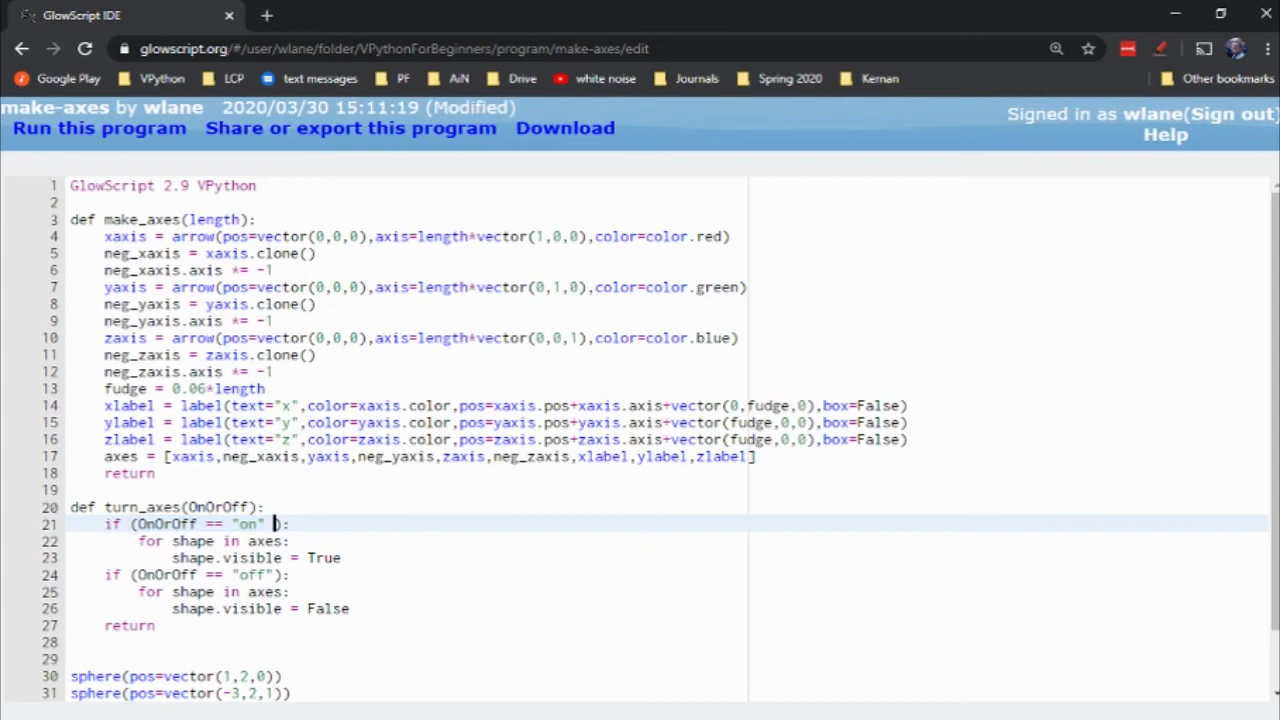 GlowScript IDE
glowscript.org/#/user/wlane/folder/VPythonForBeginners/program/make-axes/edit
Google Play VPython LCP text messages PF AiN Drive white noise Journals Spring 2020 Kernan Other bookmarks
make-axes by wlane 2020/03/30 15:11:19 (Modified) Signed in as wlane(Sign out)
Run this program Share or export this program Download Help
1 GlowScript 2.9 VPython
2
3 def make_axes(length):
4 xaxis = arrow(pos=vector(0,0,0),axis=length*vector(1,0,0),color=color.red)
5 neg_xaxis = xaxis.clone()
6 neg_xaxis.axis *= -1
7 yaxis = arrow(pos=vector(0,0,0),axis=length*vector(0,1,0),color=color.green)
8 neg_yaxis = yaxis.clone()
9 neg_yaxis.axis *= -1
10 zaxis = arrow(pos=vector(0,0,0),axis=length*vector(0,0,1),color=color.blue)
11 neg_zaxis = zaxis.clone()
12 neg_zaxis.axis *= -1
13 fudge = 0.06*length
14 xlabel = label(text="x",color=xaxis.color,pos=xaxis.pos+xaxis.axis+vector(0,fudge,0),box=False)
15 ylabel = label(text="y",color=yaxis.color,pos=yaxis.pos+yaxis.axis+vector(fudge,0,0),box=False)
16 zlabel = label(text="z",color=zaxis.color,pos=zaxis.pos+zaxis.axis+vector(fudge,0,0),box=False)
17 axes = [xaxis,neg_xaxis,yaxis,neg_yaxis,zaxis,neg_zaxis,xlabel,ylabel,zlabel]
18 return
19
20 def turn_axes(OnOrOff):
21 if (OnOrOff == "on" ):
22 for shape in axes:
23 shape.visible = True
24 if (OnOrOff == "off"):
25 for shape in axes:
26 shape.visible = False
27 return
28
29
30 sphere(pos=vector(1,2,0))
31 sphere(pos=vector(-3,2,1))